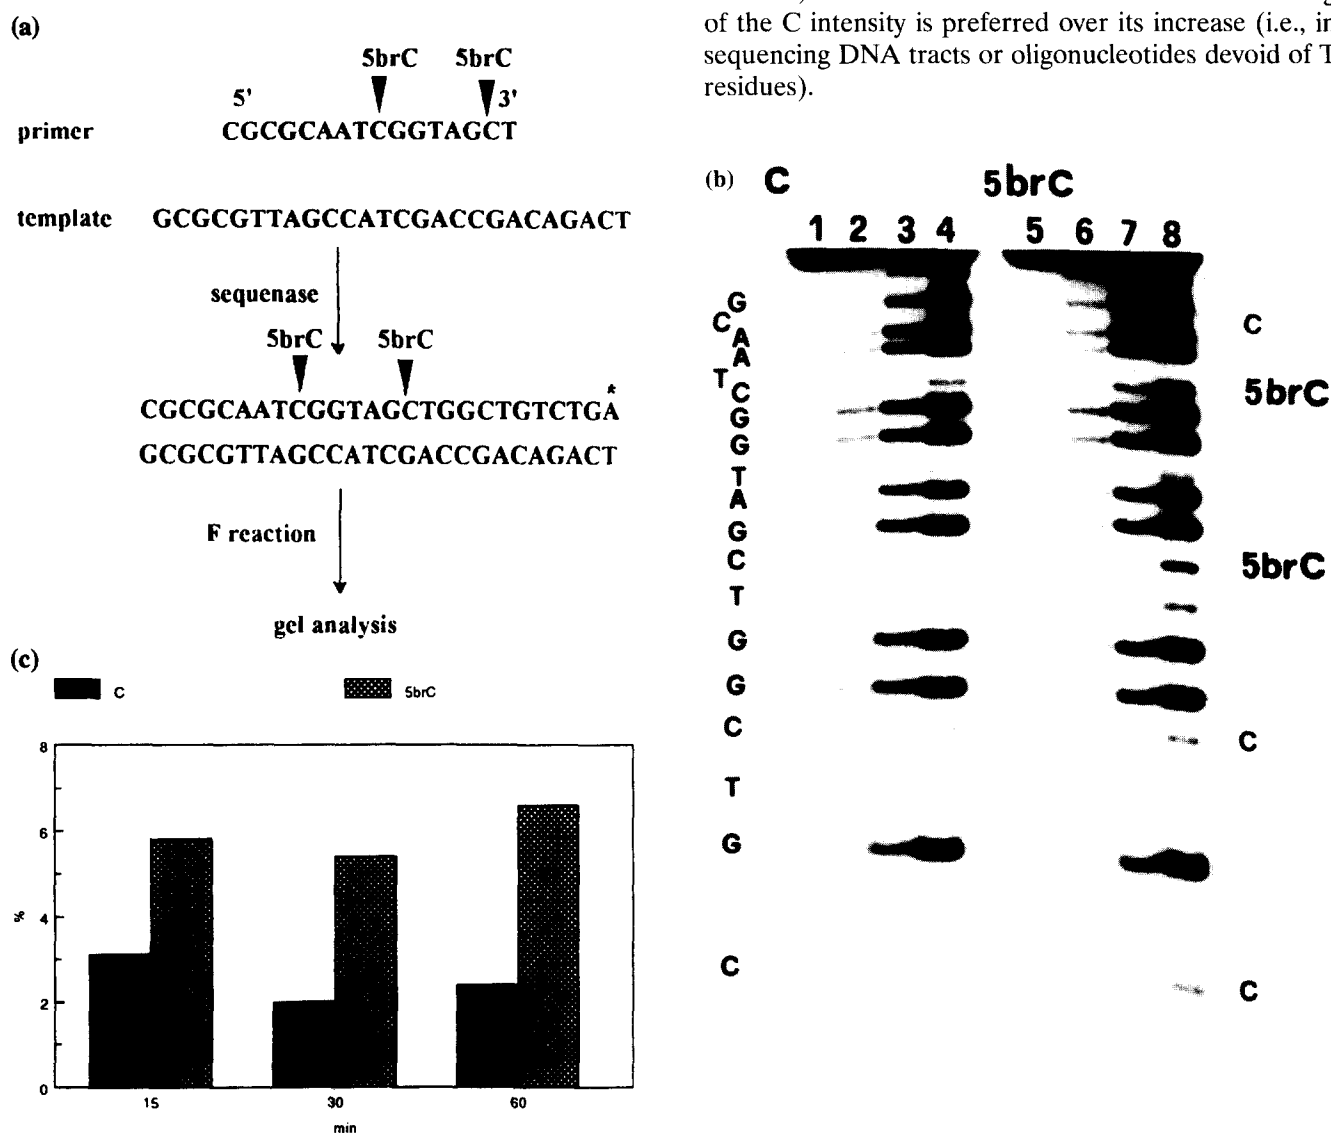 (a)
5brC 5brC
5' 3'
primer CGCGCAATCGGTAGCT
template GCGCGTTAGCCATCGACCGACAGACT
sequenase
5brC 5brC
*
CGCGCAATCGGTAGCTGGCTGTCTGA
GCGCGTTAGCCATCGACCGACAGACT
F reaction
gel analysis
(c)
C 5brC
8
6
%
4
2
0
15 30 60
min
of the C intensity is preferred over its increase (i.e., in
sequencing DNA tracts or oligonucleotides devoid of T
residues).
(b) C 5brC
1 2 3 4 5 6 7 8
G
C C
A
A
T
C 5brC
G
G
T
A
G
C 5brC
T
G
G
C C
T
G
C C